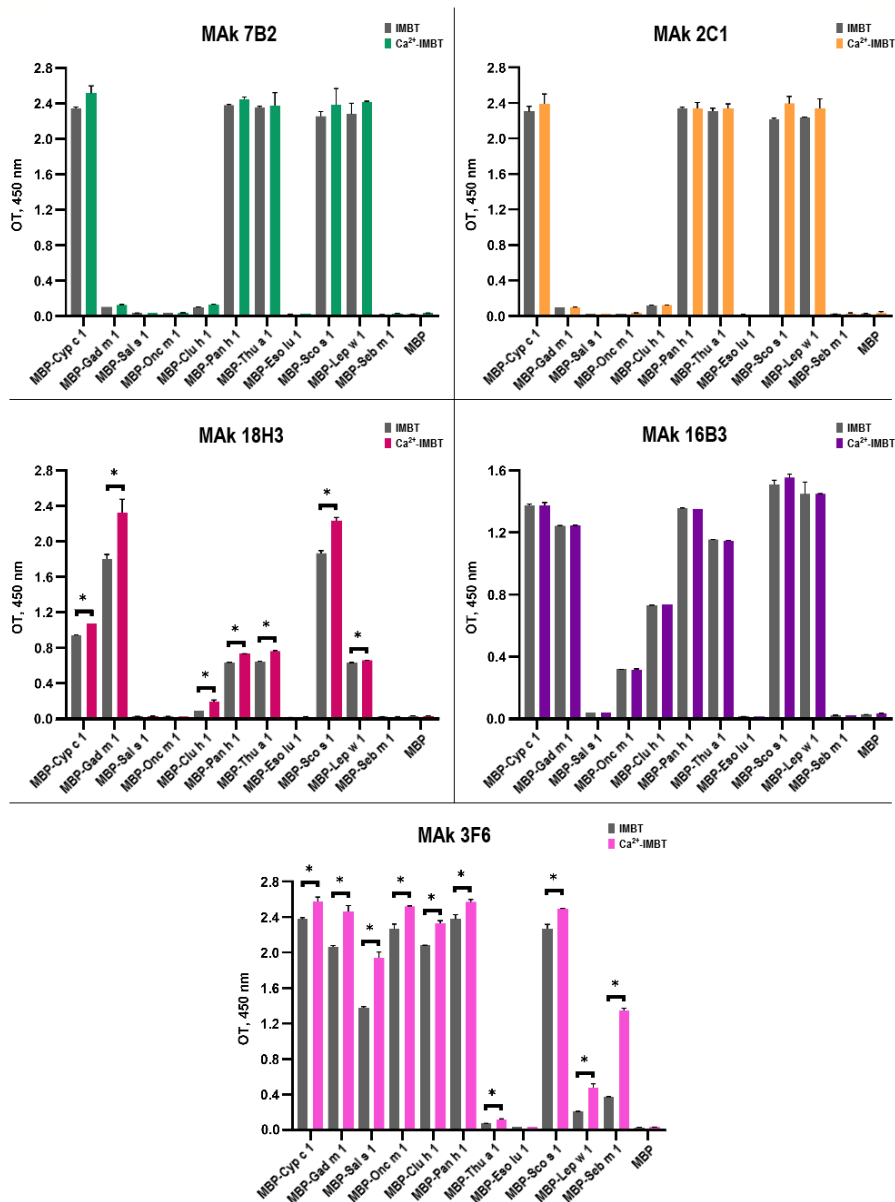 MAk 7B2
IMBT
Ca²⁺-IMBT
OT, 450 nm
2.8
2.4
2.0
1.6
1.2
0.8
0.4
0.0
MBP-Cyp c 1
MBP-Gad m 1
MBP-Sal s 1
MBP-Onc m 1
MBP-Clu h 1
MBP-Pan h 1
MBP-Thu a 1
MBP-Eso lu 1
MBP-Sco s 1
MBP-Lep w 1
MBP-Seb m 1
MBP
MAk 2C1
IMBT
Ca²⁺-IMBT
OT, 450 nm
2.8
2.4
2.0
1.6
1.2
0.8
0.4
0.0
MBP-Cyp c 1
MBP-Gad m 1
MBP-Sal s 1
MBP-Onc m 1
MBP-Clu h 1
MBP-Pan h 1
MBP-Thu a 1
MBP-Eso lu 1
MBP-Sco s 1
MBP-Lep w 1
MBP-Seb m 1
MBP
MAk 18H3
IMBT
Ca²⁺-IMBT
OT, 450 nm
2.8
2.4
2.0
1.6
1.2
0.8
0.4
0.0
* * * * * * *
MBP-Cyp c 1
MBP-Gad m 1
MBP-Sal s 1
MBP-Onc m 1
MBP-Clu h 1
MBP-Pan h 1
MBP-Thu a 1
MBP-Eso lu 1
MBP-Sco s 1
MBP-Lep w 1
MBP-Seb m 1
MBP
MAk 16B3
IMBT
Ca²⁺-IMBT
OT, 450 nm
1.6
1.2
0.8
0.4
0.0
MBP-Cyp c 1
MBP-Gad m 1
MBP-Sal s 1
MBP-Onc m 1
MBP-Clu h 1
MBP-Pan h 1
MBP-Thu a 1
MBP-Eso lu 1
MBP-Sco s 1
MBP-Lep w 1
MBP-Seb m 1
MBP
MAk 3F6
IMBT
Ca²⁺-IMBT
OT, 450 nm
2.8
2.4
2.0
1.6
1.2
0.8
0.4
0.0
* * * * * * * * * *
MBP-Cyp c 1
MBP-Gad m 1
MBP-Sal s 1
MBP-Onc m 1
MBP-Clu h 1
MBP-Pan h 1
MBP-Thu a 1
MBP-Eso lu 1
MBP-Sco s 1
MBP-Lep w 1
MBP-Seb m 1
MBP